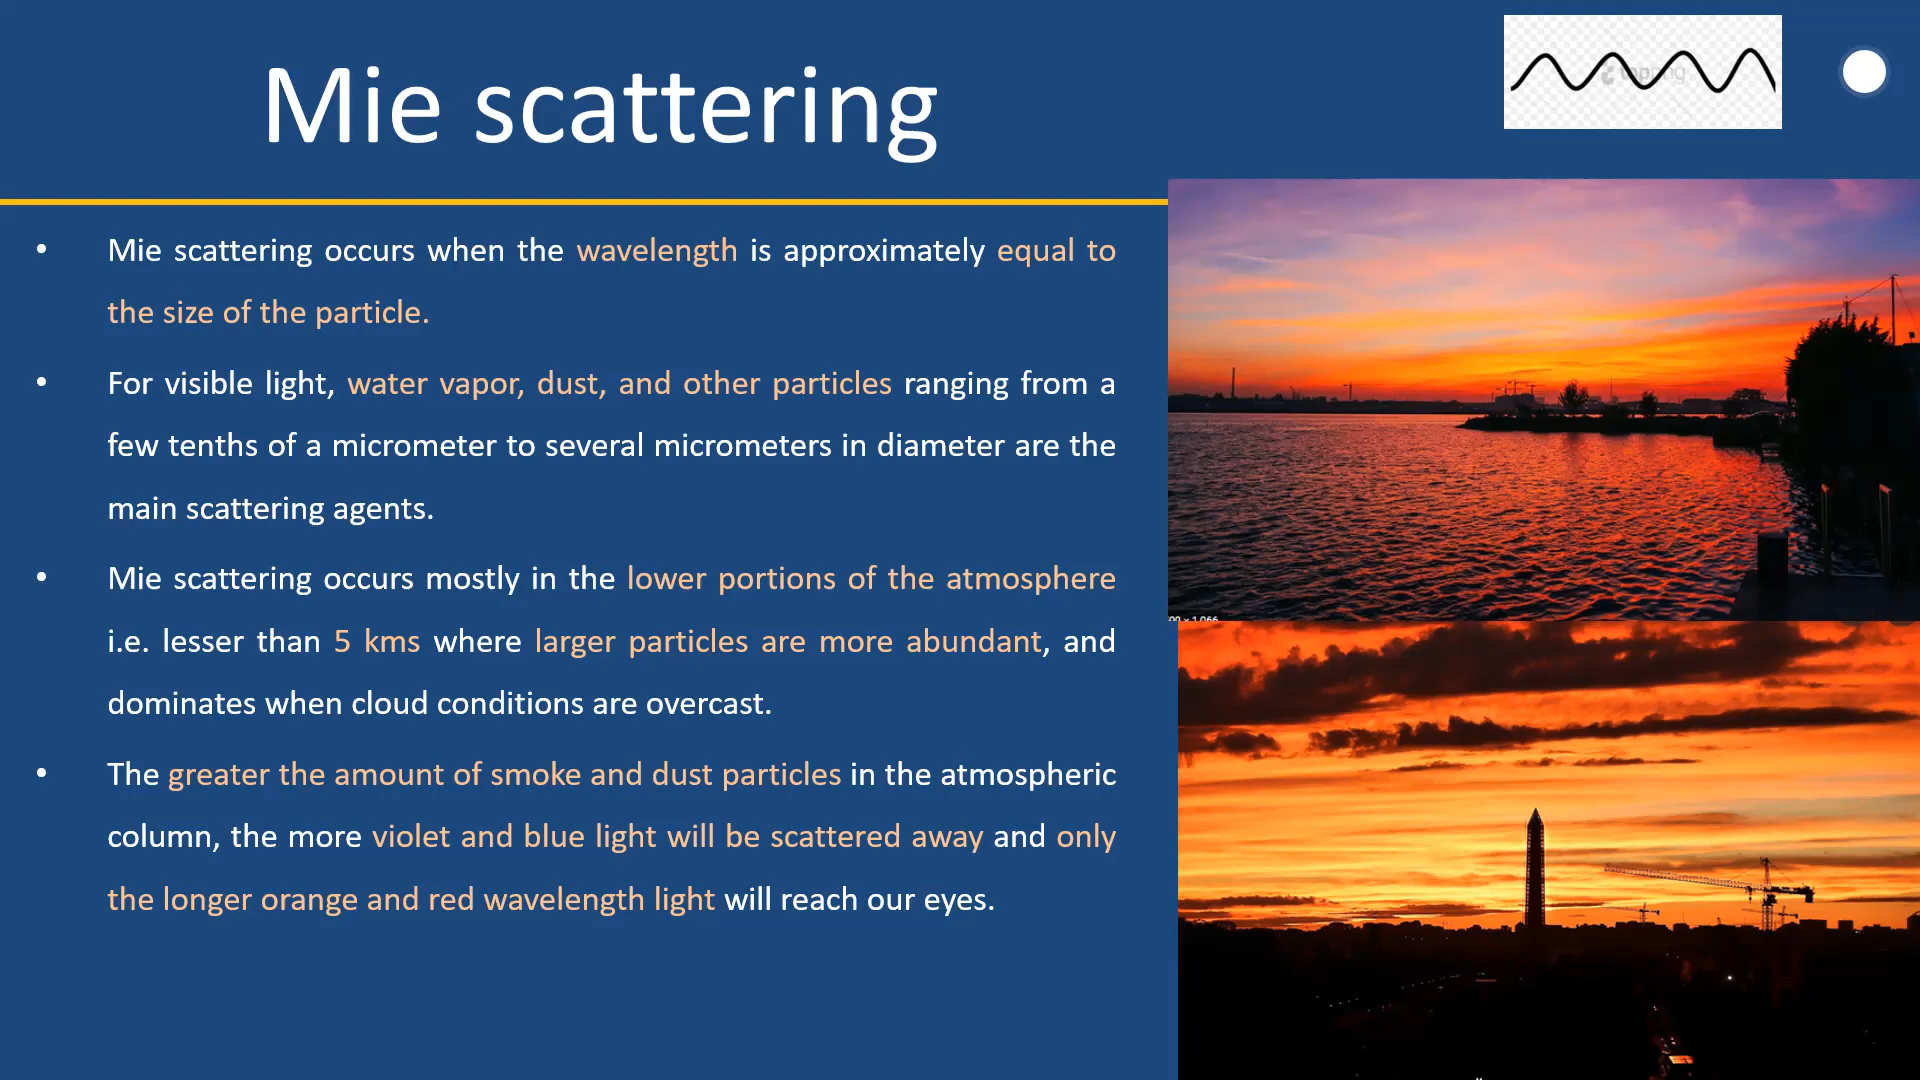 Mie scattering
toppng
• Mie scattering occurs when the wavelength is approximately equal to
the size of the particle.
• For visible light, water vapor, dust, and other particles ranging from a
few tenths of a micrometer to several micrometers in diameter are the
main scattering agents.
• Mie scattering occurs mostly in the lower portions of the atmosphere
i.e. lesser than 5 kms where larger particles are more abundant, and
dominates when cloud conditions are overcast.
• The greater the amount of smoke and dust particles in the atmospheric
column, the more violet and blue light will be scattered away and only
the longer orange and red wavelength light will reach our eyes.